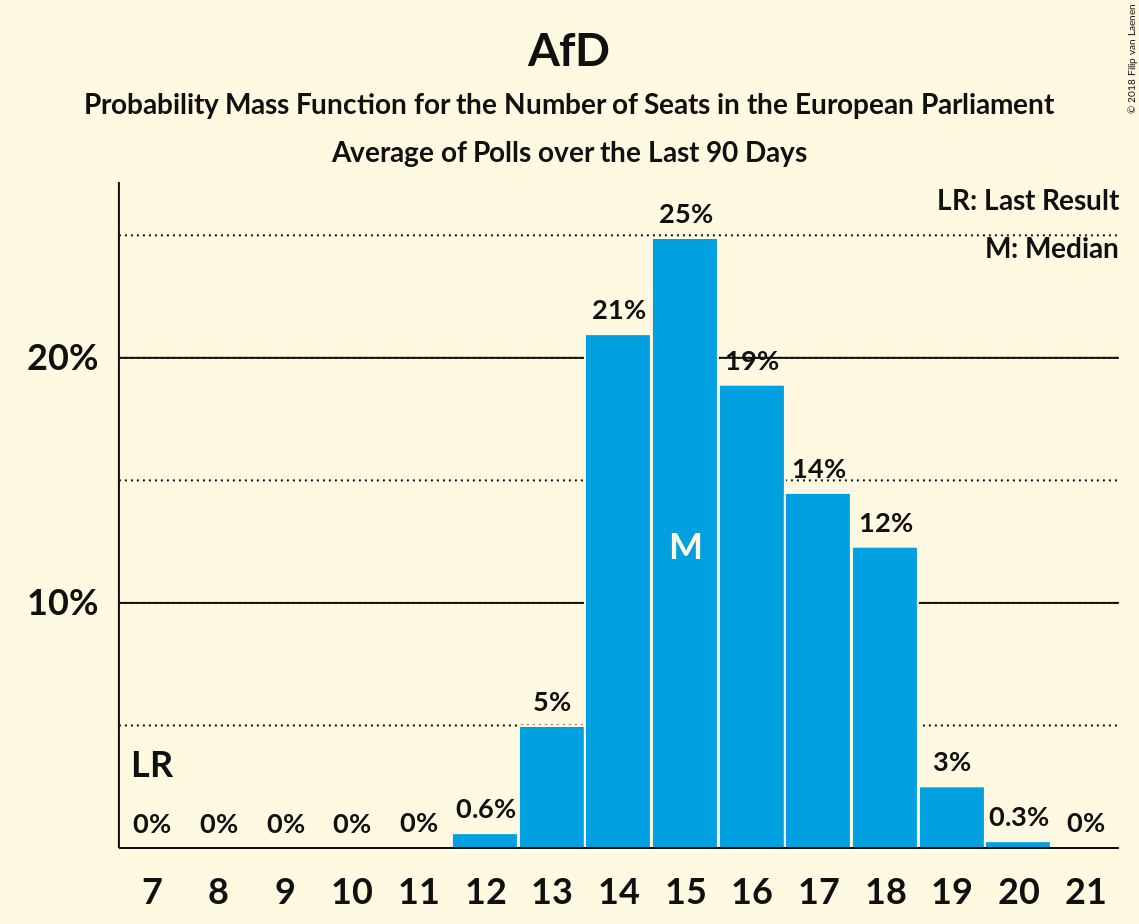 AfD
Probability Mass Function for the Number of Seats in the European Parliament
Average of Polls over the Last 90 Days
© 2018 Filip van Laenen
LR: Last Result
M: Median
20%
10%
LR
M
0%
0%
0%
0%
0%
0.6%
5%
21%
25%
19%
14%
12%
3%
0.3%
0%
7 8 9 10 11 12 13 14 15 16 17 18 19 20 21